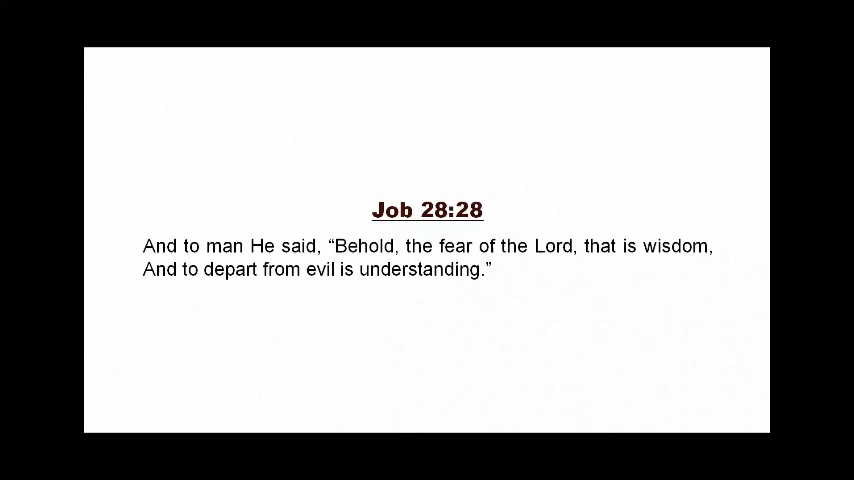 Job 28:28
And to man He said, “Behold, the fear of the Lord, that is wisdom,
And to depart from evil is understanding.”